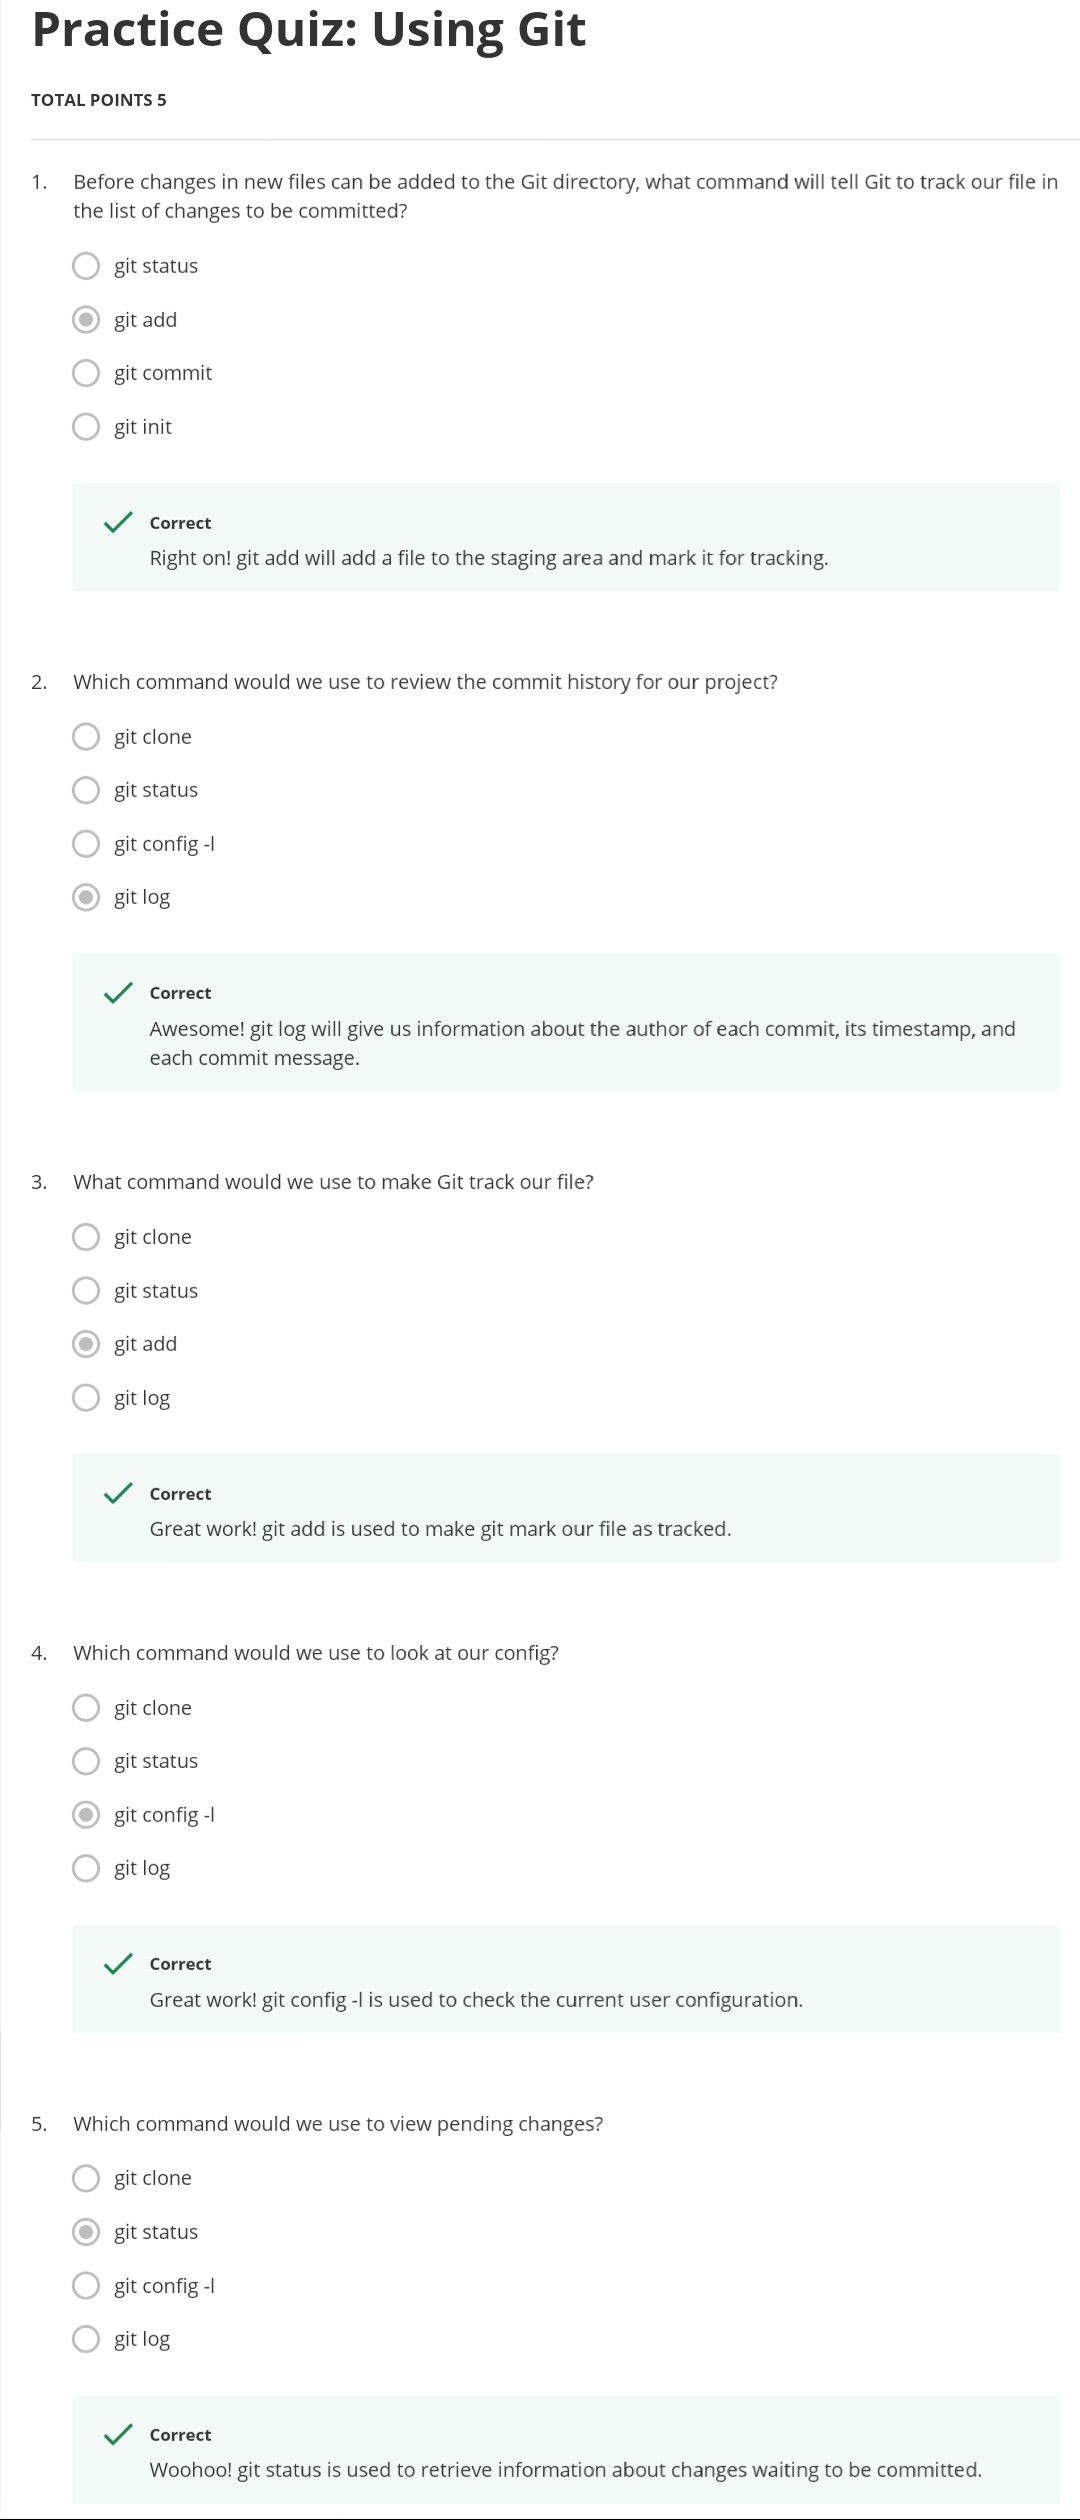 Practice Quiz: Using Git
TOTAL POINTS 5
1. Before changes in new files can be added to the Git directory, what command will tell Git to track our file in
the list of changes to be committed?
git status
git add
git commit
git init
Correct
Right on! git add will add a file to the staging area and mark it for tracking.
2. Which command would we use to review the commit history for our project?
git clone
git status
git config -l
git log
Correct
Awesome! git log will give us information about the author of each commit, its timestamp, and
each commit message.
3. What command would we use to make Git track our file?
git clone
git status
git add
git log
Correct
Great work! git add is used to make git mark our file as tracked.
4. Which command would we use to look at our config?
git clone
git status
git config -l
git log
Correct
Great work! git config -l is used to check the current user configuration.
5. Which command would we use to view pending changes?
git clone
git status
git config -l
git log
Correct
Woohoo! git status is used to retrieve information about changes waiting to be committed.